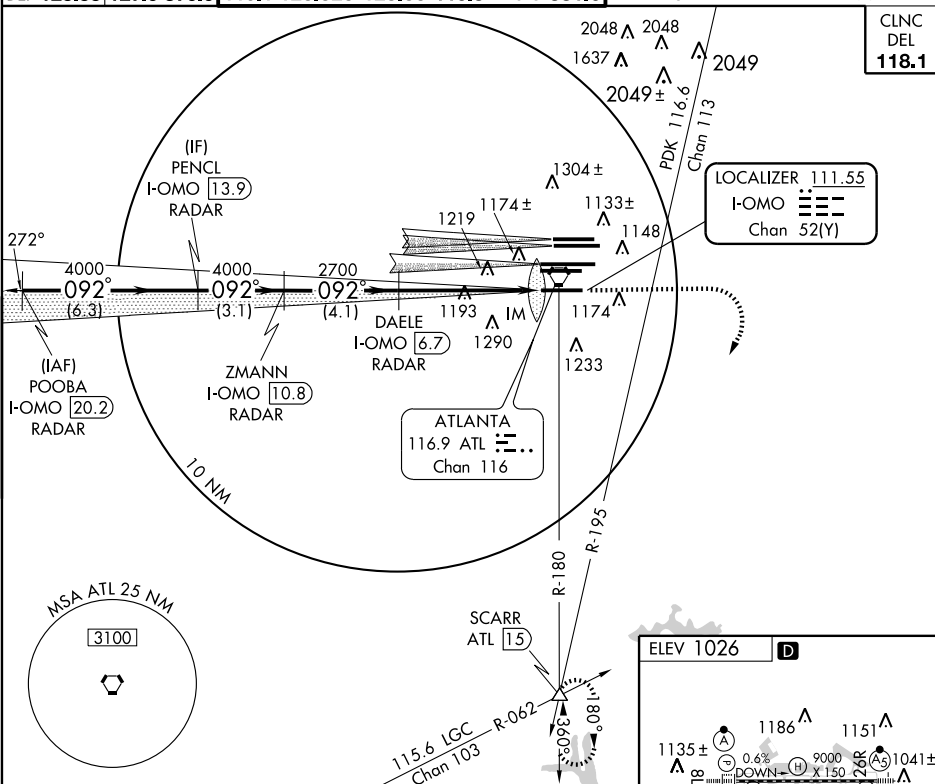 CLNC
DEL
118.1
2048
2048
1637
2049
2049 ±
PDK 116.6
Chan 113
(IF)
PENCL
I-OMO 13.9
RADAR
1304 ±
LOCALIZER 111.55
I-OMO
Chan 52(Y)
1174 ±
1133±
1219
1148
272°
4000
4000
2700
092°
092°
092°
(6.3)
(3.1)
(4.1)
1193
IM
1174
DAELE
I-OMO 6.7
RADAR
1290
1233
(IAF)
POOBA
I-OMO 20.2
RADAR
ZMANN
I-OMO 10.8
RADAR
ATLANTA
116.9 ATL
Chan 116
10 NM
R-195
R-180
MSA ATL 25 NM
3100
SCARR
ATL 15
115.6 LGC
Chan 103
R-062
360°
180°
ELEV 1026
D
1186
1151
1135 ±
A
P
0.6%
DOWN
H
9000
X 150
26R
A5
1041±
8L